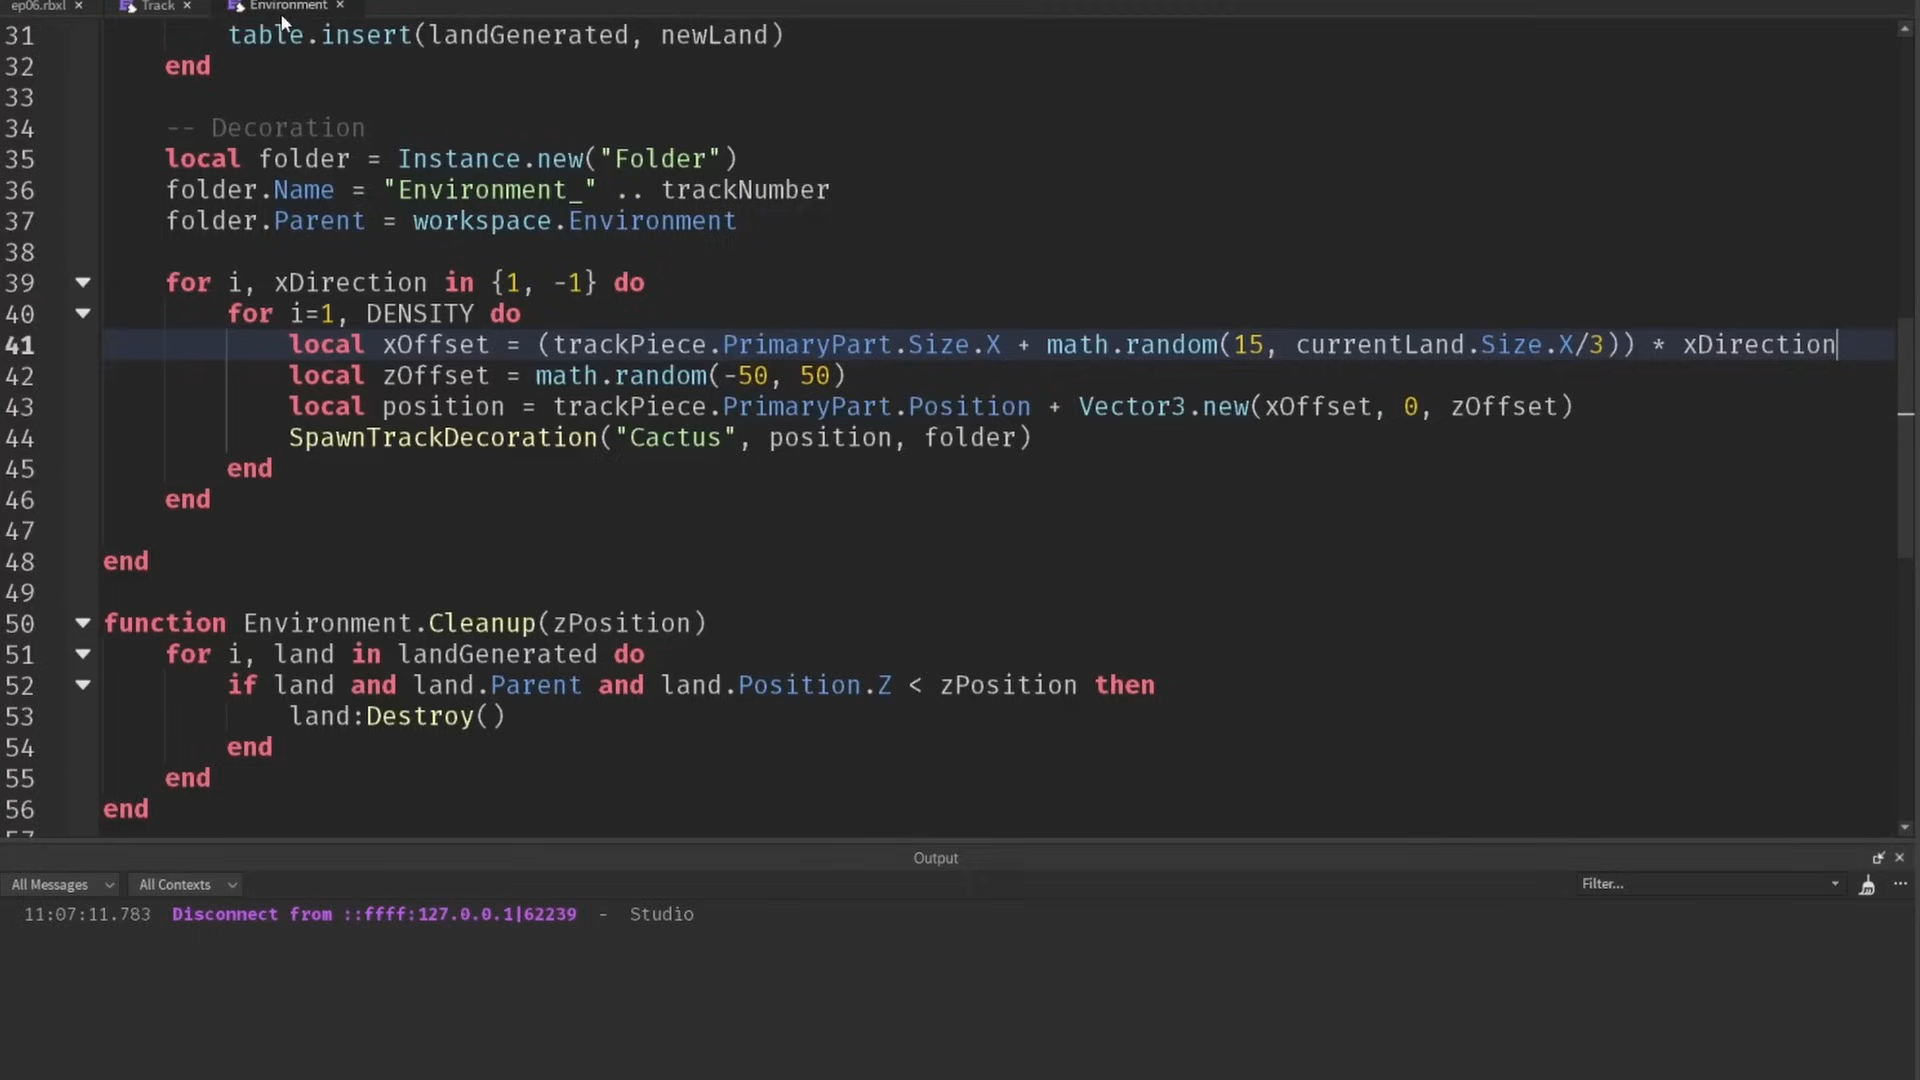 ep06.rbxl × Track × Environment ×
31 table.insert(landGenerated, newLand)
32 end
33
34 -- Decoration
35 local folder = Instance.new("Folder")
36 folder.Name = "Environment_" .. trackNumber
37 folder.Parent = workspace.Environment
38
39 for i, xDirection in {1, -1} do
40 for i=1, DENSITY do
41 local xOffset = (trackPiece.PrimaryPart.Size.X + math.random(15, currentLand.Size.X/3)) * xDirection
42 local zOffset = math.random(-50, 50)
43 local position = trackPiece.PrimaryPart.Position + Vector3.new(xOffset, 0, zOffset)
44 SpawnTrackDecoration("Cactus", position, folder)
45 end
46 end
47
48 end
49
50 function Environment.Cleanup(zPosition)
51 for i, land in landGenerated do
52 if land and land.Parent and land.Position.Z < zPosition then
53 land:Destroy()
54 end
55 end
56 end
57
Output
All Messages All Contexts Filter... ...
11:07:11.783 Disconnect from ::ffff:127.0.0.1|62239 - Studio